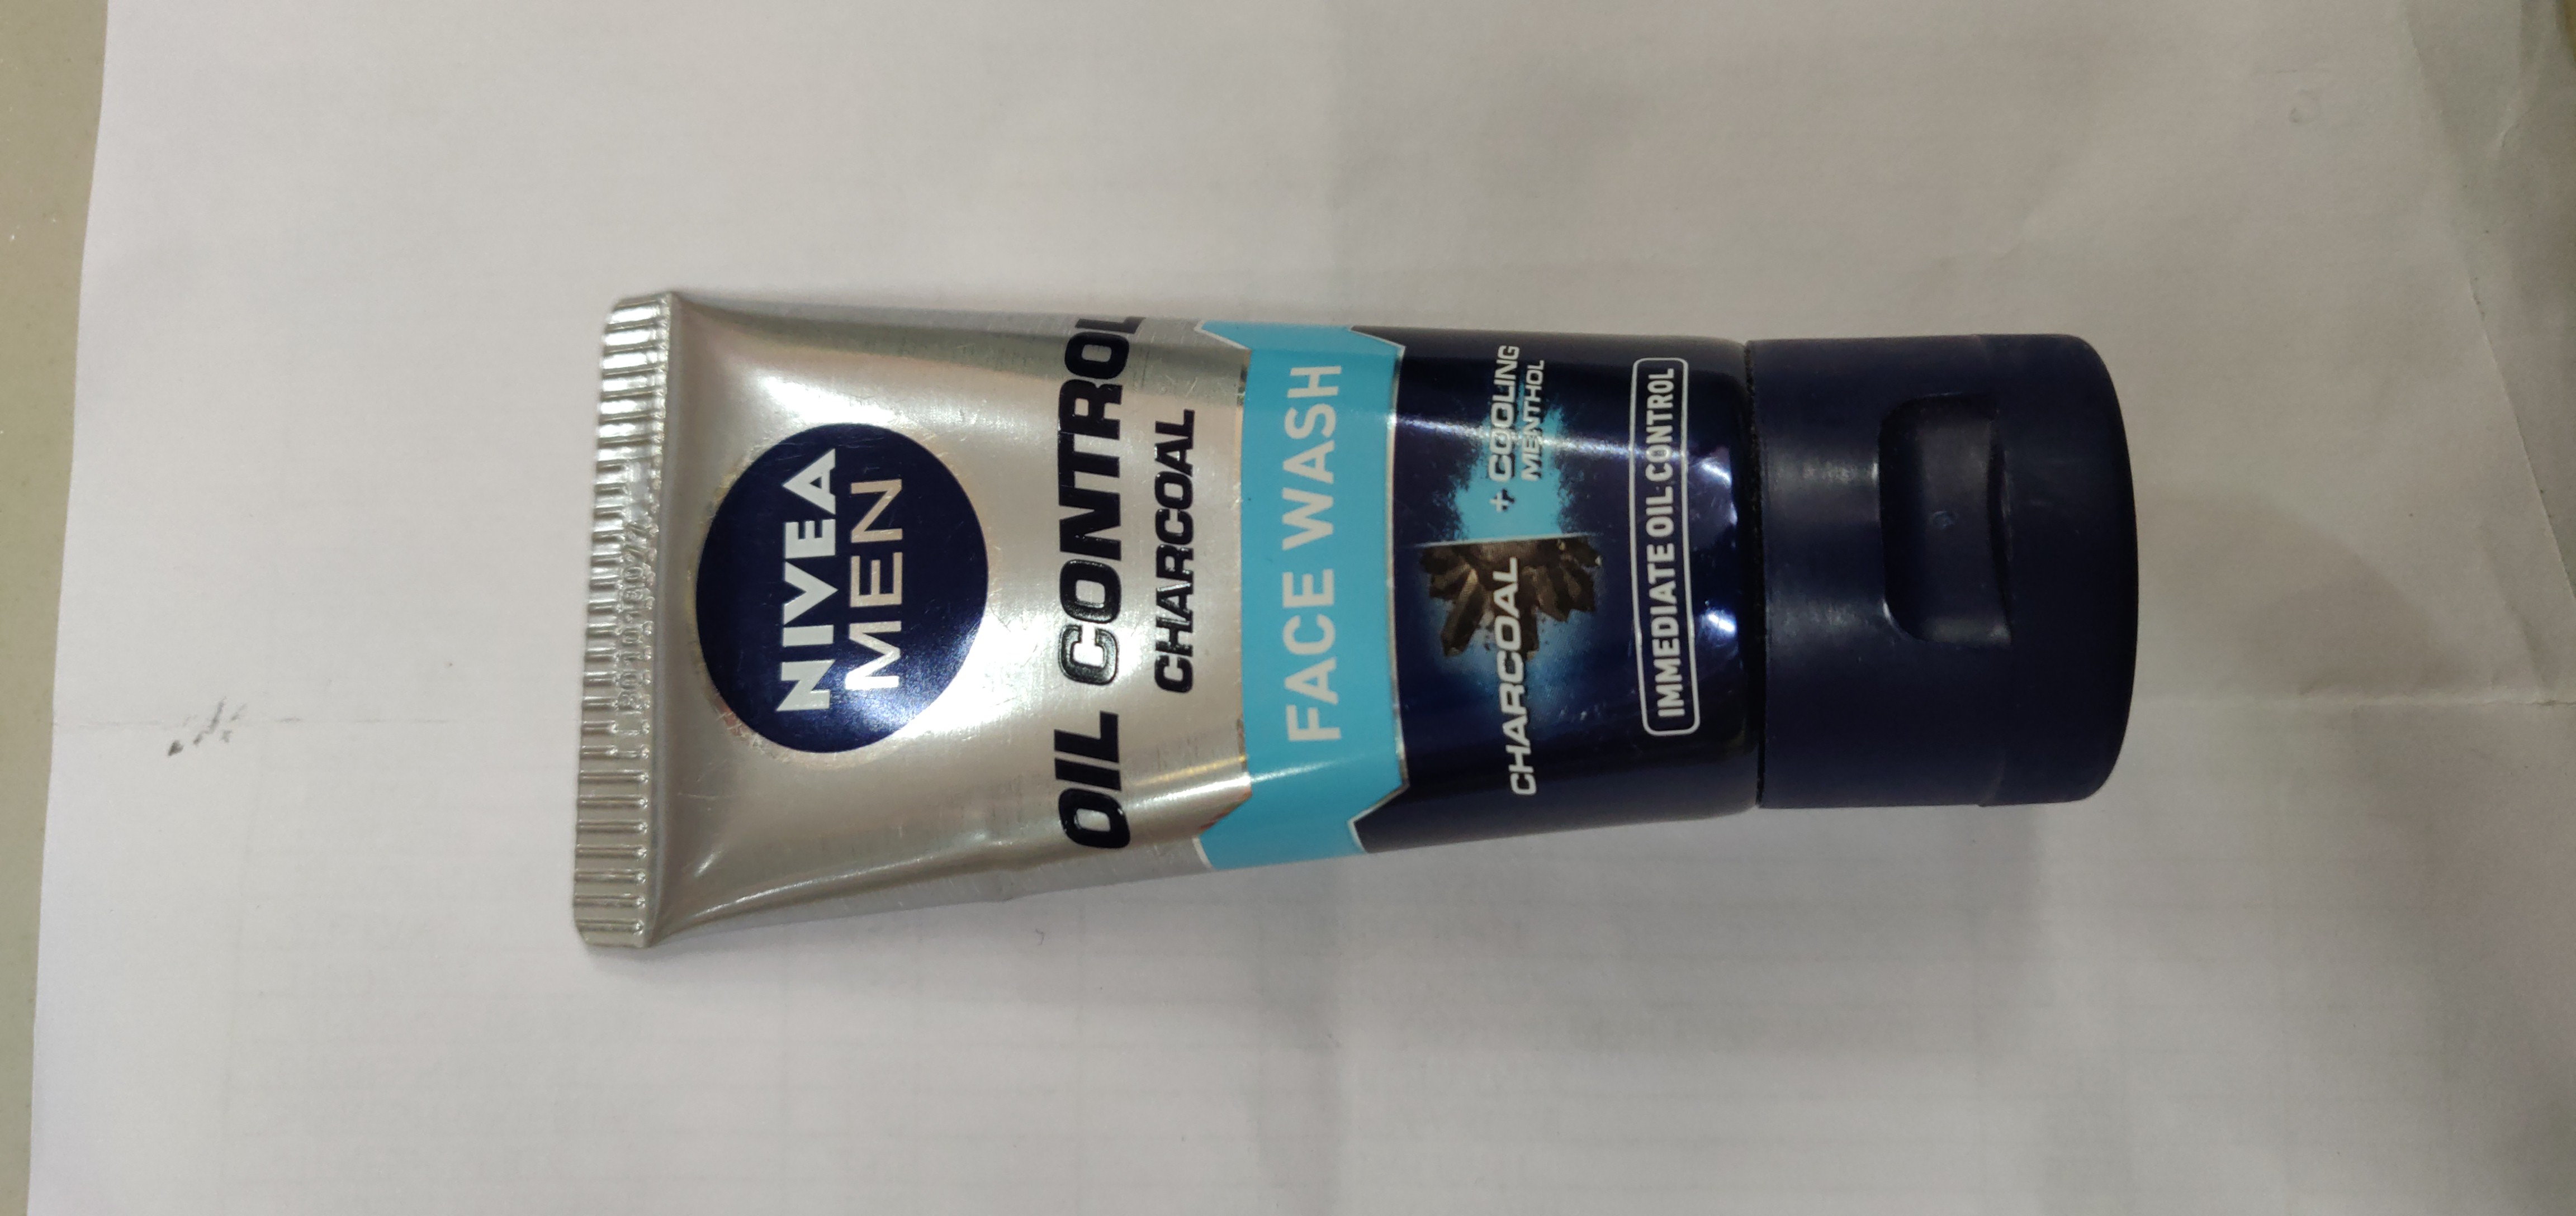 NIVEA
MEN
OIL CONTROL
CHARCOAL
FACE WASH
CHARCOAL
+ COOLING
MENTHOL
IMMEDIATE OIL CONTROL